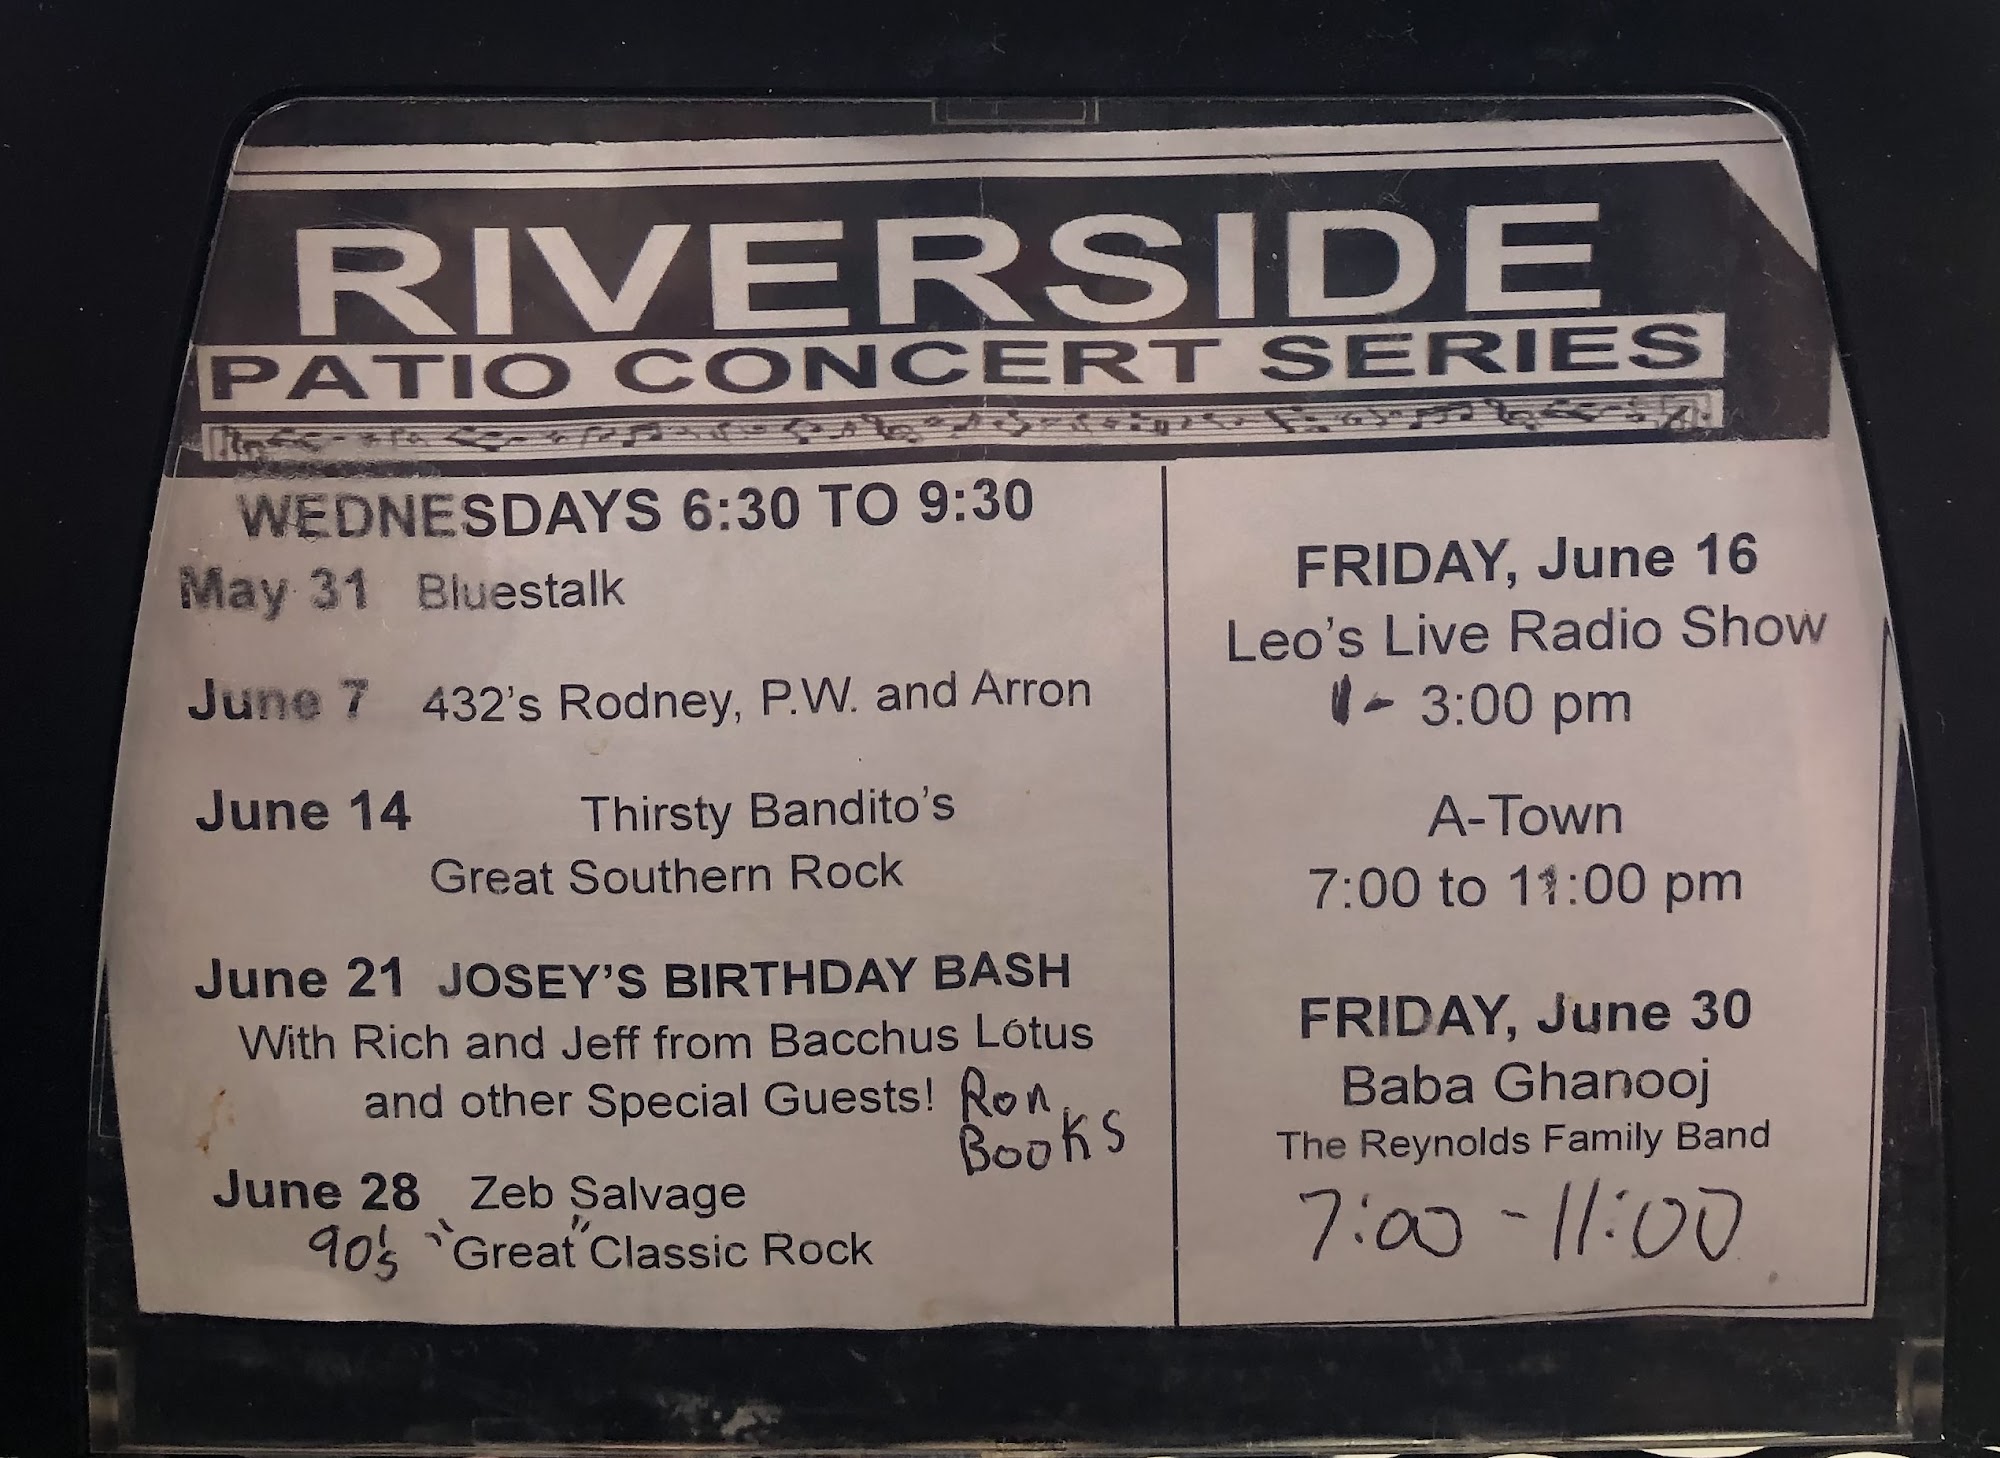 RIVERSIDE
PATIO CONCERT SERIES
WEDNESDAYS 6:30 TO 9:30
May 31 Bluestalk
June 7 432's Rodney, P.W. and Arron
June 14 Thirsty Bandito's
Great Southern Rock
June 21 JOSEY'S BIRTHDAY BASH
With Rich and Jeff from Bacchus Lotus
and other Special Guests! Ron
Books
June 28 Zeb Salvage
90's "Great" Classic Rock
FRIDAY, June 16
Leo's Live Radio Show
1- 3:00 pm
A-Town
7:00 to 11:00 pm
FRIDAY, June 30
Baba Ghanooj
The Reynolds Family Band
7:00 - 11:00